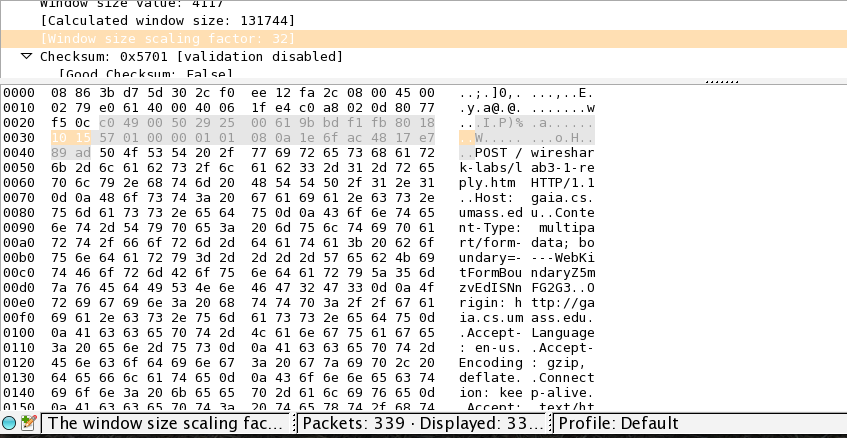 Window size value: 4117
[Calculated window size: 131744]
[Window size scaling factor: 32]
Checksum: 0x5701 [validation disabled]
[Good Checksum: False]
0000 08 86 3b d7 5d 30 2c f0 ee 12 fa 2c 08 00 45 00 ..;.]0,. ...,..E.
0010 02 79 e0 61 40 00 40 06 1f e4 c0 a8 02 0d 80 77 .y.a@.@. .......w
0020 f5 0c c0 49 00 50 29 25 00 61 9b bd f1 fb 80 18 ...I.P)% .a......
0030 10 15 57 01 00 00 01 01 08 0a 1e 6f ac 48 17 e7 ..W..... ...o.H..
0040 89 ad 50 4f 53 54 20 2f 77 69 72 65 73 68 61 72 ..POST / wireshar
0050 6b 2d 6c 61 62 73 2f 6c 61 62 33 2d 31 2d 72 65 k-labs/l ab3-1-re
0060 70 6c 79 2e 68 74 6d 20 48 54 54 50 2f 31 2e 31 ply.htm HTTP/1.1
0070 0d 0a 48 6f 73 74 3a 20 67 61 69 61 2e 63 73 2e ..Host: gaia.cs.
0080 75 6d 61 73 73 2e 65 64 75 0d 0a 43 6f 6e 74 65 umass.ed u..Conte
0090 6e 74 2d 54 79 70 65 3a 20 6d 75 6c 74 69 70 61 nt-Type: multipa
00a0 72 74 2f 66 6f 72 6d 2d 64 61 74 61 3b 20 62 6f rt/form- data; bo
00b0 75 6e 64 61 72 79 3d 2d 2d 2d 2d 57 65 62 4b 69 undary=- ---WebKi
00c0 74 46 6f 72 6d 42 6f 75 6e 64 61 72 79 5a 35 6d tFormBou ndaryZ5m
00d0 7a 76 45 64 49 53 4e 6e 46 47 32 47 33 0d 0a 4f zvEdISNn FG2G3..O
00e0 72 69 67 69 6e 3a 20 68 74 74 70 3a 2f 2f 67 61 rigin: h ttp://ga
00f0 69 61 2e 63 73 2e 75 6d 61 73 73 2e 65 64 75 0d ia.cs.um ass.edu.
0100 0a 41 63 63 65 70 74 2d 4c 61 6e 67 75 61 67 65 .Accept- Language
0110 3a 20 65 6e 2d 75 73 0d 0a 41 63 63 65 70 74 2d : en-us. .Accept-
0120 45 6e 63 6f 64 69 6e 67 3a 20 67 7a 69 70 2c 20 Encoding : gzip,
0130 64 65 66 6c 61 74 65 0d 0a 43 6f 6e 6e 65 63 74 deflate. .Connect
0140 69 6f 6e 3a 20 6b 65 65 70 2d 61 6c 69 76 65 0d ion: kee p-alive.
0150 0a 41 63 63 65 70 74 3a 20 74 65 78 74 2f 68 74 .Accept: text/ht
The window size scaling fac... Packets: 339 · Displayed: 33... Profile: Default